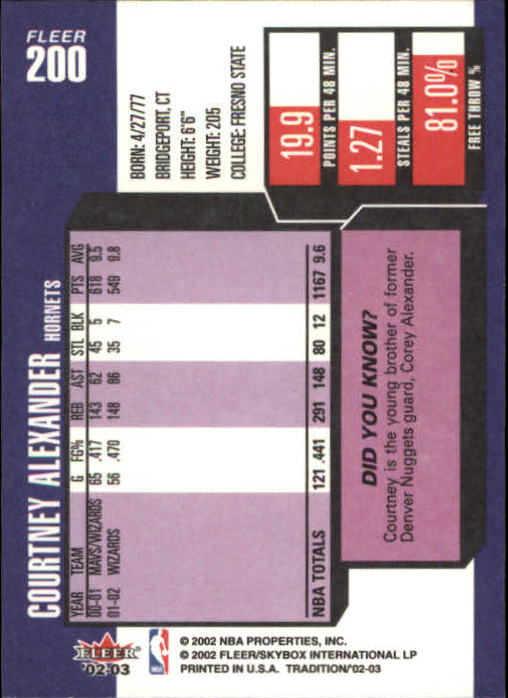 FLEER
200
COURTNEY ALEXANDER
HORNETS
BORN: 4/27/77
BRIDGEPORT, CT
HEIGHT: 6'6"
WEIGHT: 205
COLLEGE: FRESNO STATE
19.9
POINTS PER 48 MIN.
1.27
STEALS PER 48 MIN.
81.0%
FREE THROW %
YEAR TEAM G FG% REB AST STL BLK PTS AVG
00-01 MAVS/WIZARDS 65 .417 143 62 45 5 618 9.5
01-02 WIZARDS 56 .470 148 86 35 7 549 9.8
NBA TOTALS 121 .441 291 148 80 12 1167 9.6
DID YOU KNOW?
Courtney is the young brother of former
Denver Nuggets guard, Corey Alexander.
FLEER
'02-03
NBA
© 2002 NBA PROPERTIES, INC.
© 2002 FLEER/SKYBOX INTERNATIONAL LP
PRINTED IN U.S.A. TRADITION/'02-03